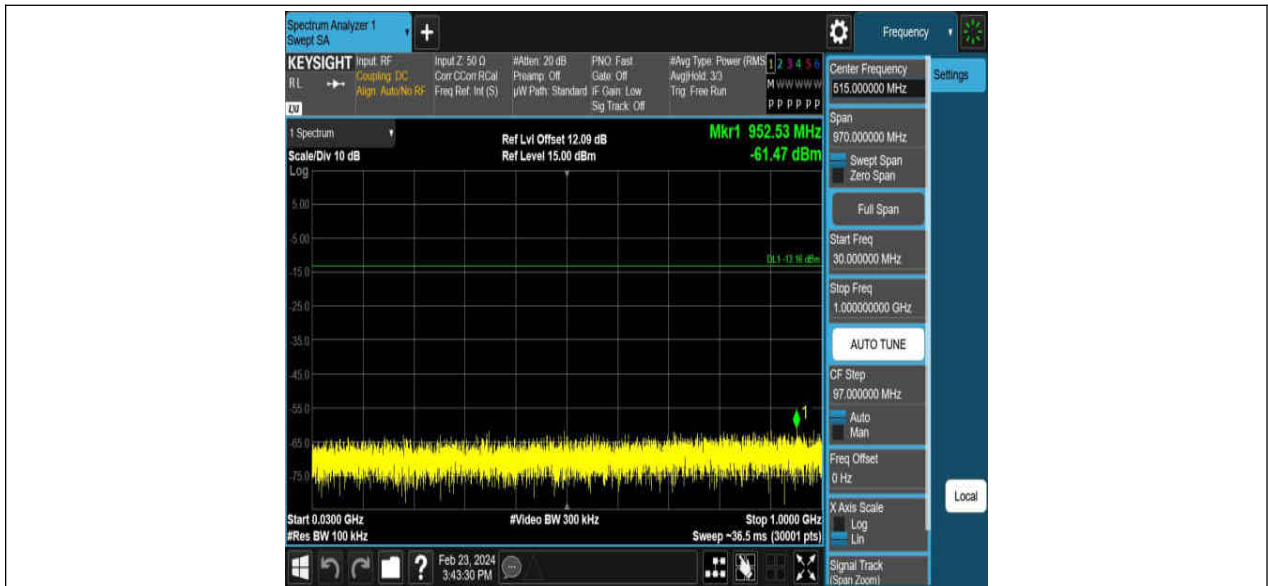 Spectrum Analyzer 1
Swept SA
+
Frequency
KEYSIGHT
RL
LXI
Input: RF
Coupling: DC
Align: Auto/No RF
Input Z: 50 Ω
Corr CCorr RCal
Freq Ref: Int (S)
#Atten: 20 dB
Preamp: Off
µW Path: Standard
PNO: Fast
Gate: Off
IF Gain: Low
Sig Track: Off
#Avg Type: Power (RMS
Avg|Hold: 3/3
Trig: Free Run
1 2 3 4 5 6
M W W W W W
P P P P P P
1 Spectrum
Scale/Div 10 dB
Ref Lvl Offset 12.09 dB
Ref Level 15.00 dBm
Mkr1 952.53 MHz
-61.47 dBm
Log
5.00
-5.00
DL1 -13.16 dBm
-15.0
-25.0
-35.0
-45.0
-55.0
1
-65.0
-75.0
Start 0.0300 GHz
#Res BW 100 kHz
#Video BW 300 kHz
Stop 1.0000 GHz
Sweep ~36.5 ms (30001 pts)
?
Feb 23, 2024
3:43:30 PM
Center Frequency
515.000000 MHz
Span
970.000000 MHz
Swept Span
Zero Span
Full Span
Start Freq
30.000000 MHz
Stop Freq
1.000000000 GHz
AUTO TUNE
CF Step
97.000000 MHz
Auto
Man
Freq Offset
0 Hz
X Axis Scale
Log
Lin
Signal Track
(Span Zoom)
Settings
Local